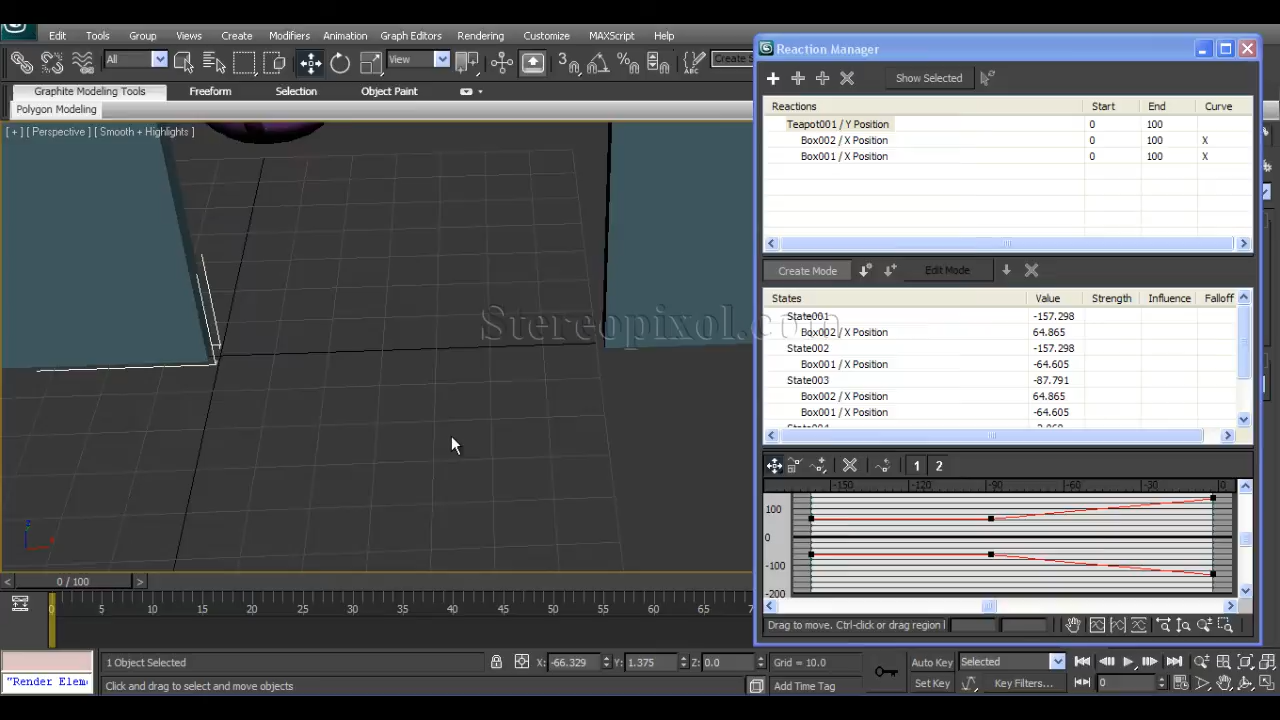 Edit Tools Group Views Create Modifiers Animation Graph Editors Rendering Customize MAXScript Help
All View Create S
Graphite Modeling Tools Freeform Selection Object Paint
Polygon Modeling
[ + ] [ Perspective ] [ Smooth + Highlights ]
Reaction Manager
Show Selected
Reactions Start End Curve
Teapot001 / Y Position 0 100
Box002 / X Position 0 100 X
Box001 / X Position 0 100 X
Create Mode Edit Mode
States Value Strength Influence Falloff
State001 -157.298
Box002 / X Position 64.865
State002 -157.298
Box001 / X Position -64.605
State003 -87.791
Box002 / X Position 64.865
Box001 / X Position -64.605
Stereopixol.com
1 2
-150 -120 -90 -60 -30 0
100
0
-100
-200
Drag to move. Ctrl-click or drag region
0 / 100
0 5 10 15 20 25 30 35 40 45 50 55 60 65
1 Object Selected X: -66.329 Y: 1.375 Z: 0.0 Grid = 10.0 Auto Key Selected
"Render Elem Click and drag to select and move objects Add Time Tag Set Key Key Filters... 0